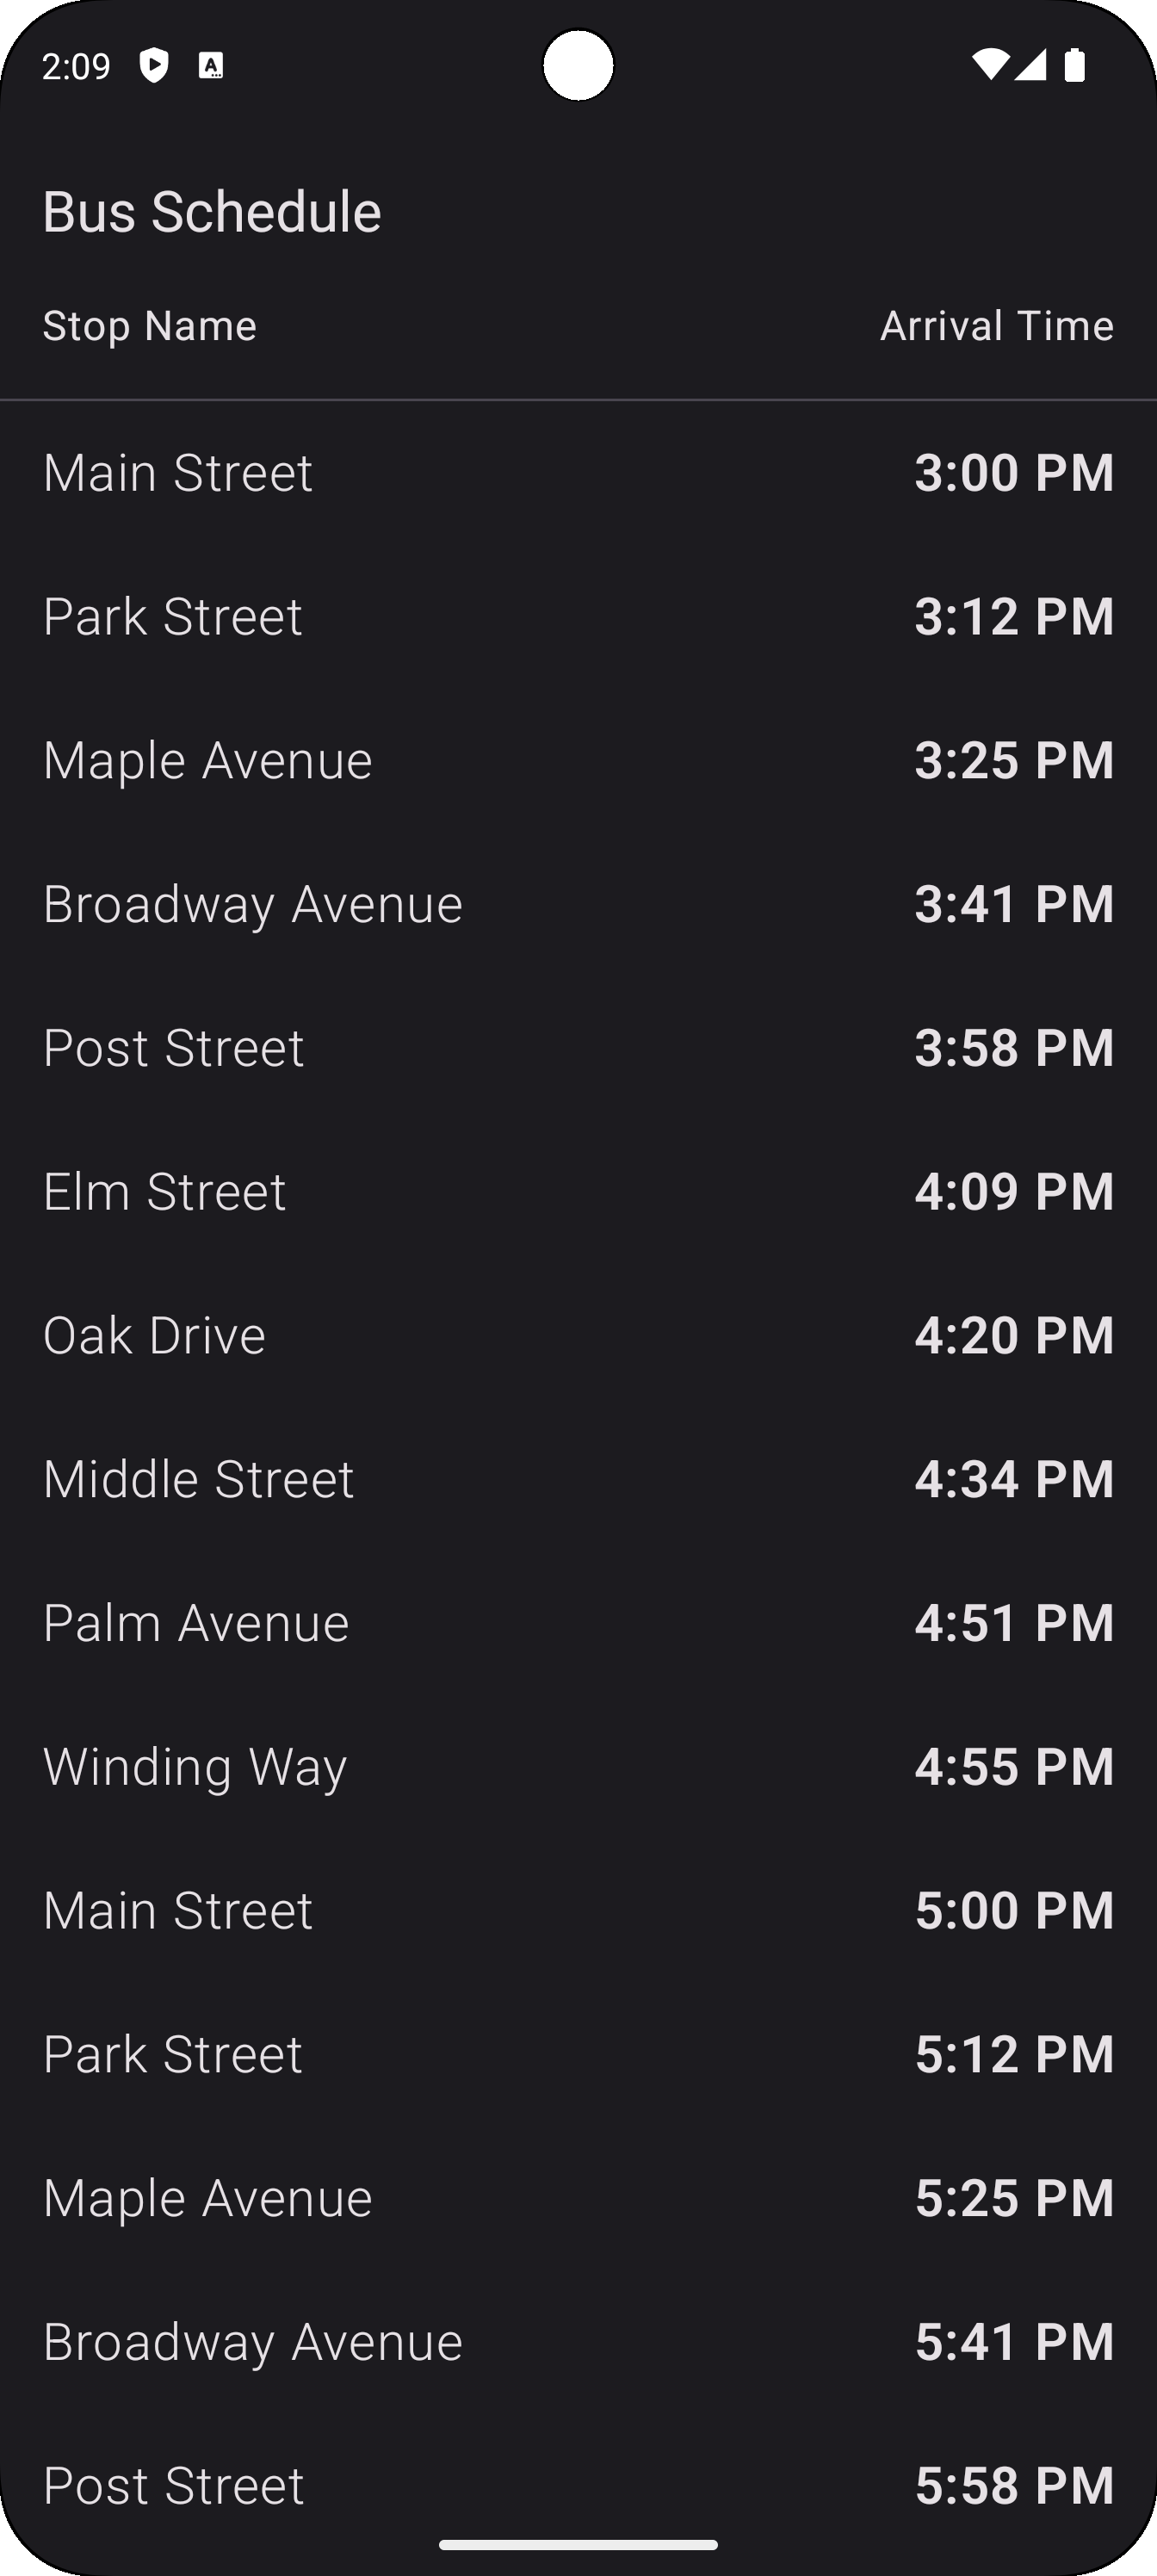 2:09
Bus Schedule
Stop Name Arrival Time
Main Street 3:00 PM
Park Street 3:12 PM
Maple Avenue 3:25 PM
Broadway Avenue 3:41 PM
Post Street 3:58 PM
Elm Street 4:09 PM
Oak Drive 4:20 PM
Middle Street 4:34 PM
Palm Avenue 4:51 PM
Winding Way 4:55 PM
Main Street 5:00 PM
Park Street 5:12 PM
Maple Avenue 5:25 PM
Broadway Avenue 5:41 PM
Post Street 5:58 PM